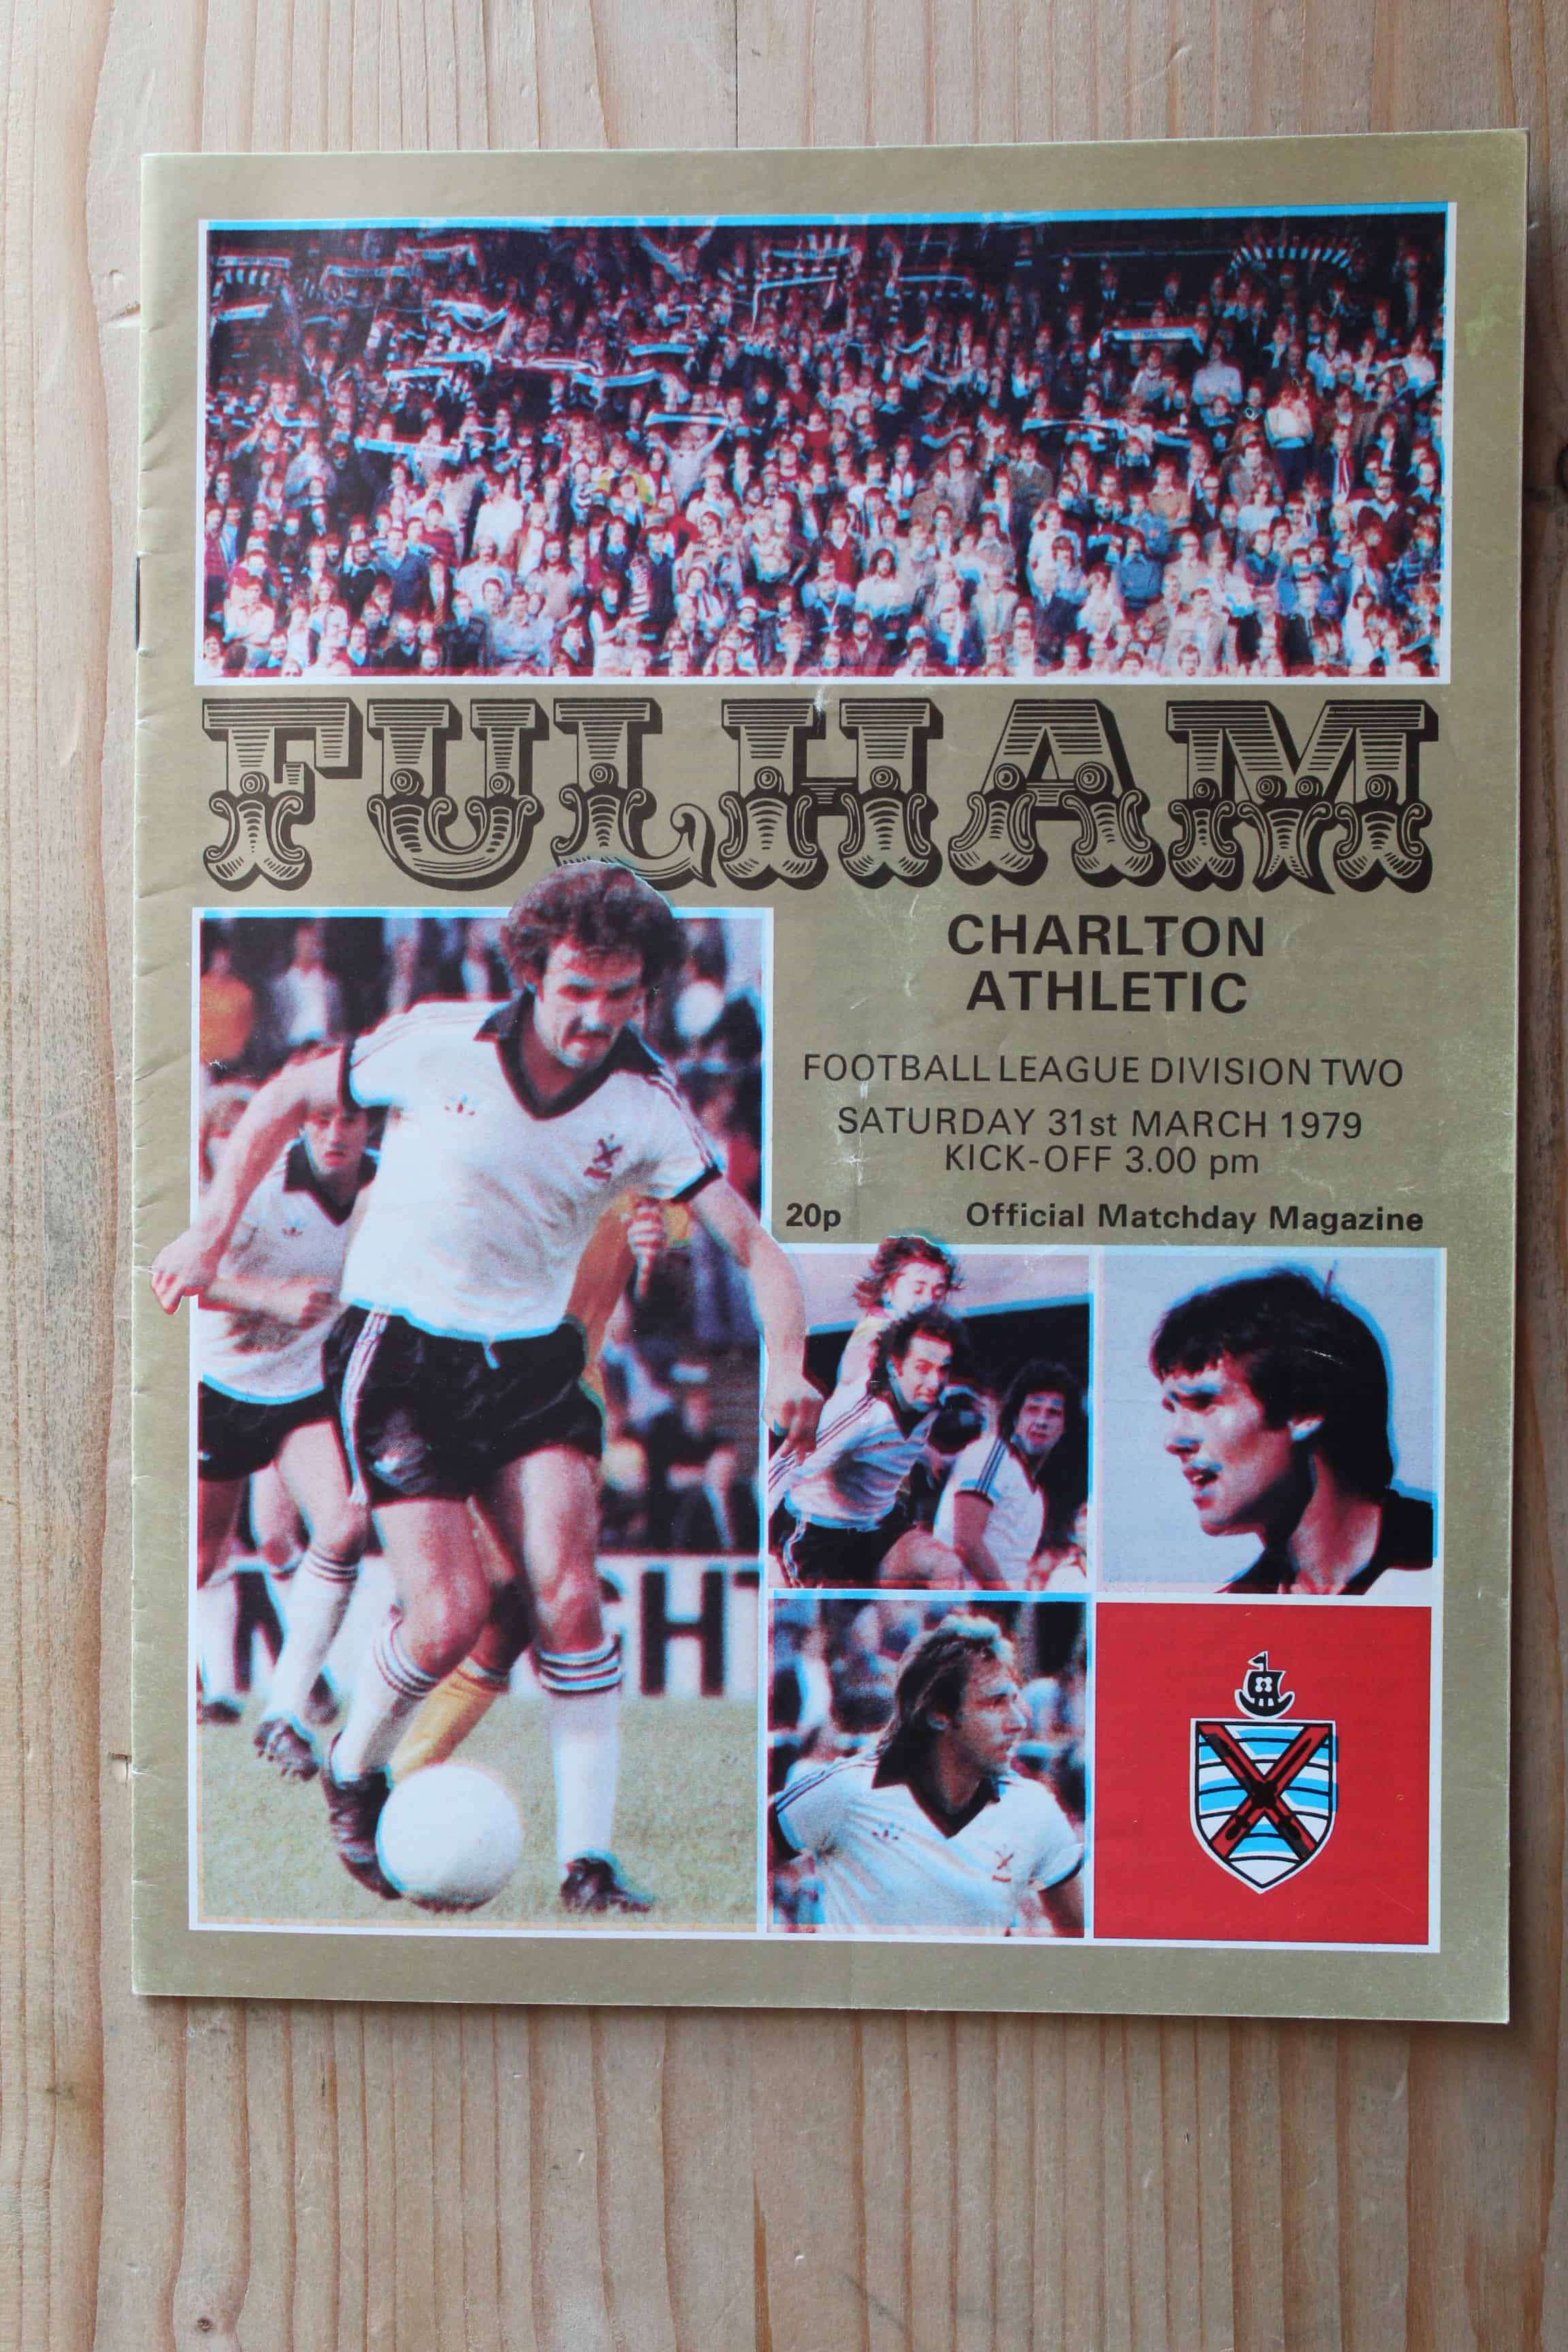 FULHAM
CHARLTON
ATHLETIC
FOOTBALL LEAGUE DIVISION TWO
SATURDAY 31st MARCH 1979
KICK-OFF 3.00 pm
20p Official Matchday Magazine